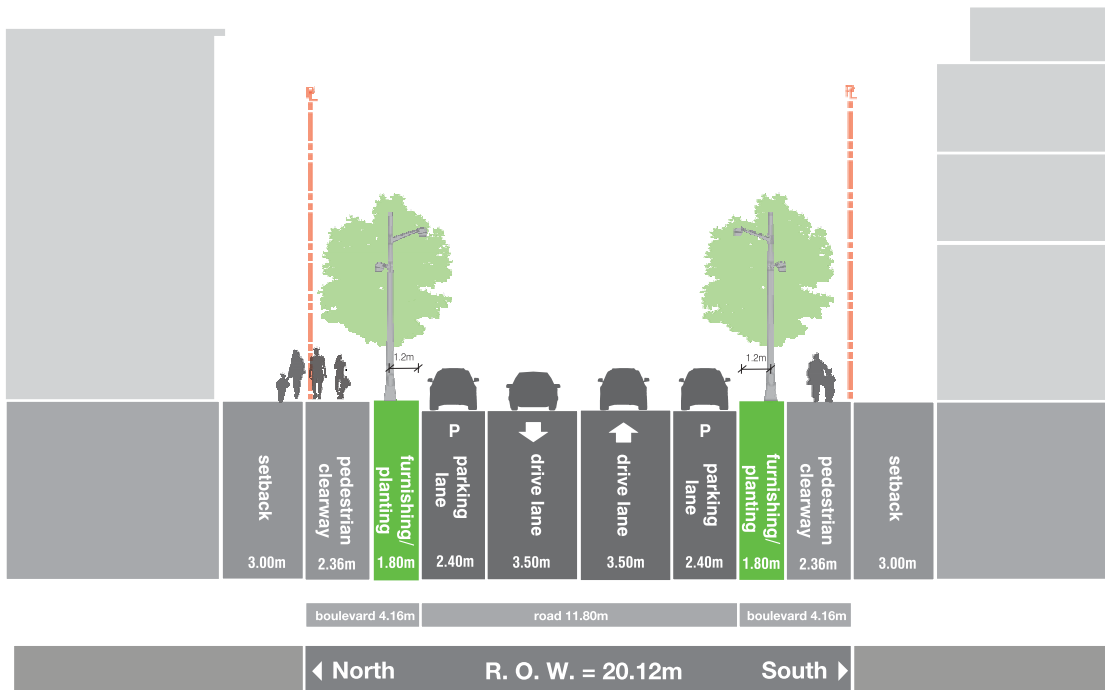 PL
PL
1.2m
1.2m
setback
3.00m
pedestrian
clearway
2.36m
furnishing/
planting
1.80m
P
parking
lane
2.40m
drive lane
3.50m
drive lane
3.50m
P
parking
lane
2.40m
furnishing/
planting
1.80m
pedestrian
clearway
2.36m
setback
3.00m
boulevard 4.16m
road 11.80m
boulevard 4.16m
North
R. O. W. = 20.12m
South